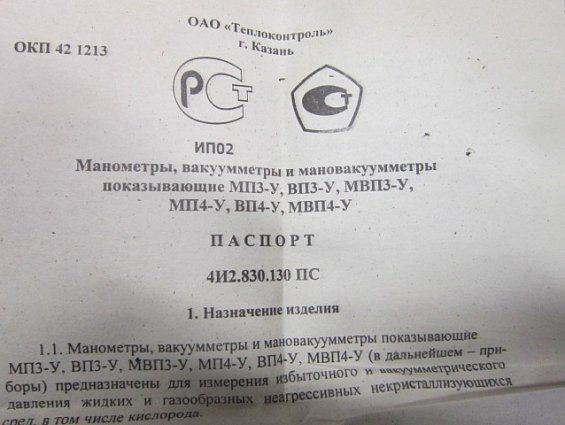 ОАО «Теплоконтроль»
г. Казань
ОКП 42 1213
РСТ
СТ
ИП02
Манометры, вакуумметры и мановакуумметры
показывающие МП3-У, ВП3-У, МВП3-У,
МП4-У, ВП4-У, МВП4-У
ПАСПОРТ
4И2.830.130 ПС
1. Назначение изделия
1.1. Манометры, вакуумметры и мановакуумметры показывающие
МП3-У, ВП3-У, МВП3-У, МП4-У, ВП4-У, МВП4-У (в дальнейшем – при-
боры) предназначены для измерения избыточного и вакуумметрического
давления жидких и газообразных неагрессивных некристаллизующихся
сред, в том числе кислорода.